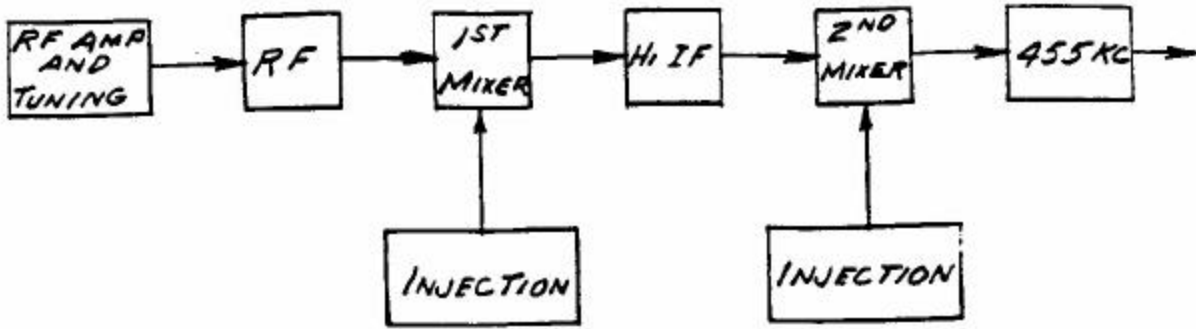 RF AMP
AND
TUNING
RF
1ST
MIXER
HI IF
2ND
MIXER
455 KC
INJECTION
INJECTION